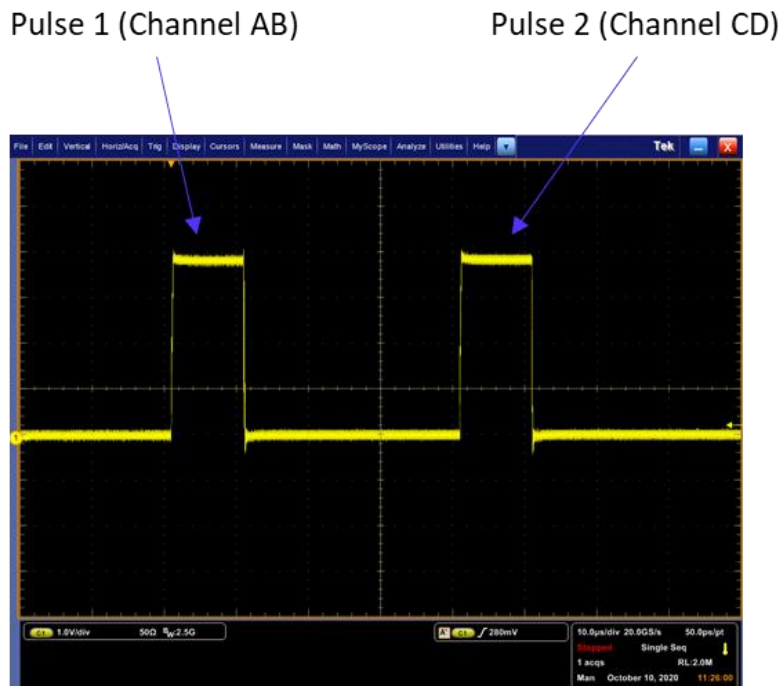 Pulse 1 (Channel AB) Pulse 2 (Channel CD)
File Edit Vertical Horiz/Acq Trig Display Cursors Measure Mask Math MyScope Analyze Utilities Help Tek X
1
C1 1.0V/div 50Ω BW:2.5G
A' C1 280mV
10.0µs/div 20.0GS/s 50.0ps/pt
Stopped Single Seq
1 acqs RL:2.0M
Man October 10, 2020 11:26:00